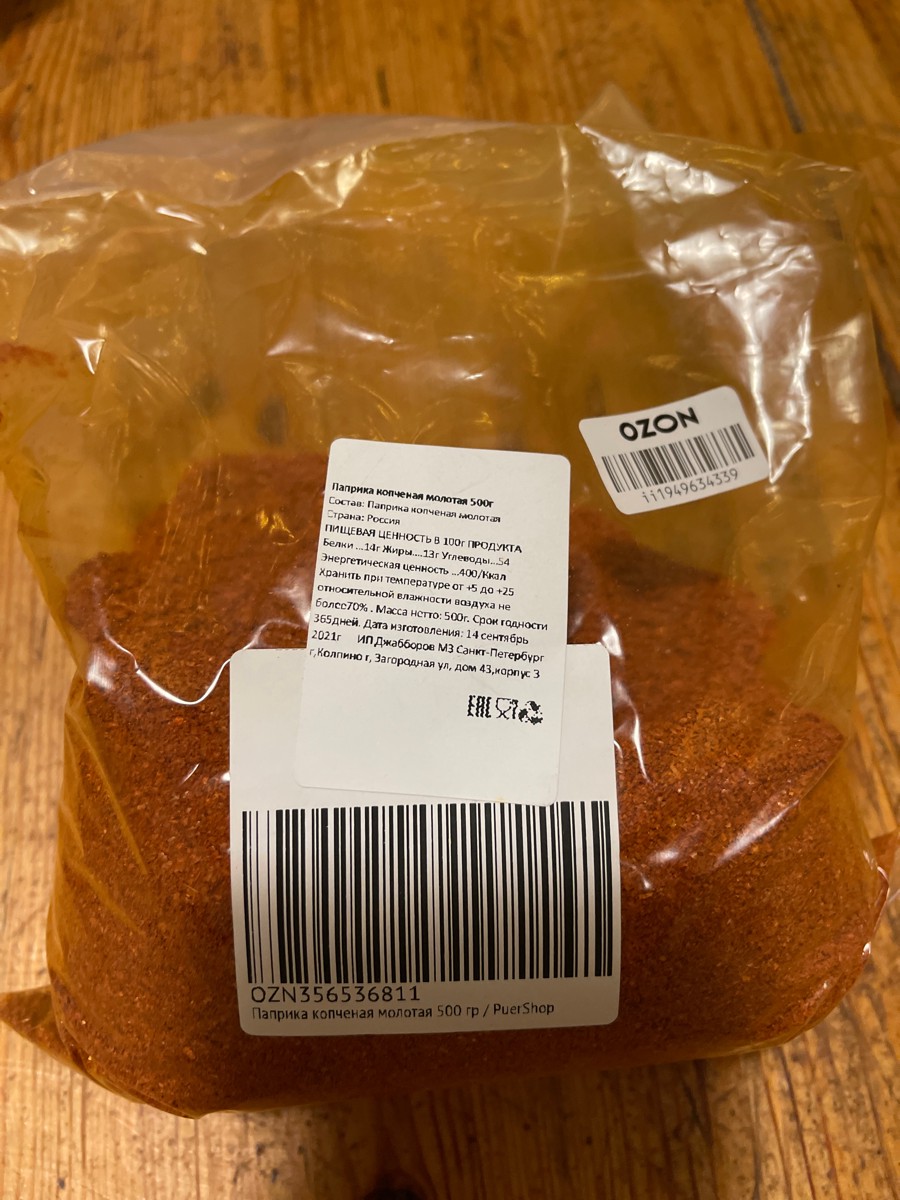 OZON
ii1949634339
Паприка копченая молотая 500г
Состав: Паприка копченая молотая
Страна: Россия
ПИЩЕВАЯ ЦЕННОСТЬ В 100г ПРОДУКТА
Белки ...14г Жиры....13г Углеводы...54
Энергетическая ценность ...400/Ккал
Хранить при температуре от +5 до +25
относительной влажности воздуха не
более70% . Масса нетто: 500г. Срок годности
365дней. Дата изготовления: 14 сентябрь
2021г ИП Джабборов МЗ Санкт-Петербург
г,Колпино г, Загородная ул, дом 43,корпус 3
EAC
OZN356536811
Паприка копченая молотая 500 гр / PuerShop